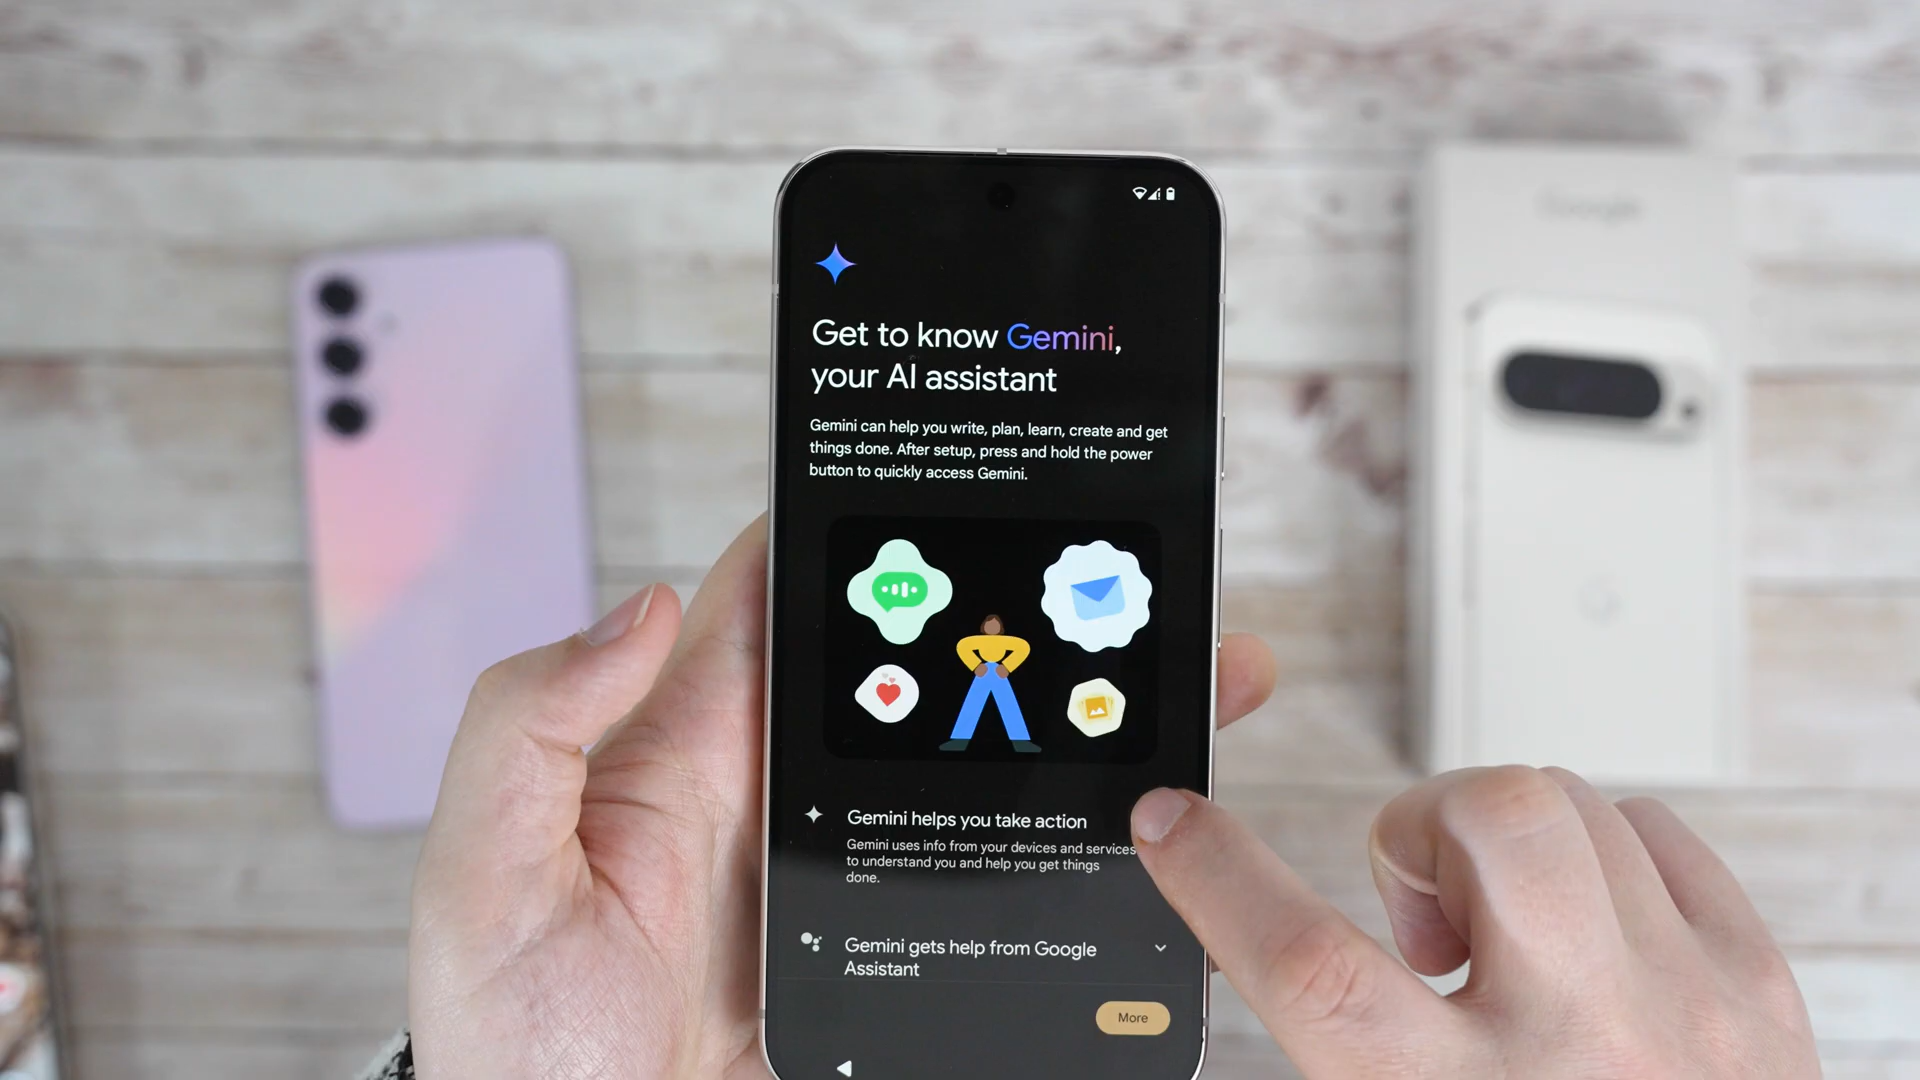 Google
Get to know Gemini,
your AI assistant
Gemini can help you write, plan, learn, create and get
things done. After setup, press and hold the power
button to quickly access Gemini.
Gemini helps you take action
Gemini uses info from your devices and services
to understand you and help you get things
done.
Gemini gets help from Google
Assistant
More